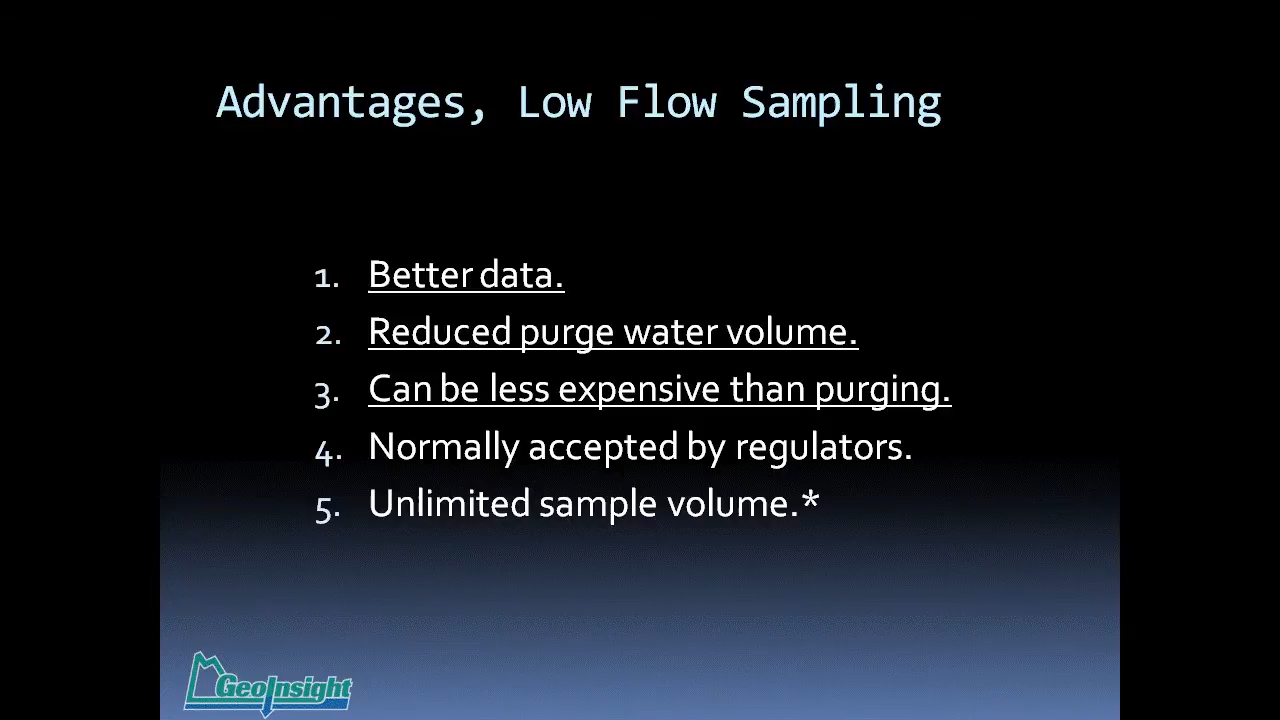 Advantages, Low Flow Sampling
1. Better data.
2. Reduced purge water volume.
3. Can be less expensive than purging.
4. Normally accepted by regulators.
5. Unlimited sample volume.*
GeoInsight